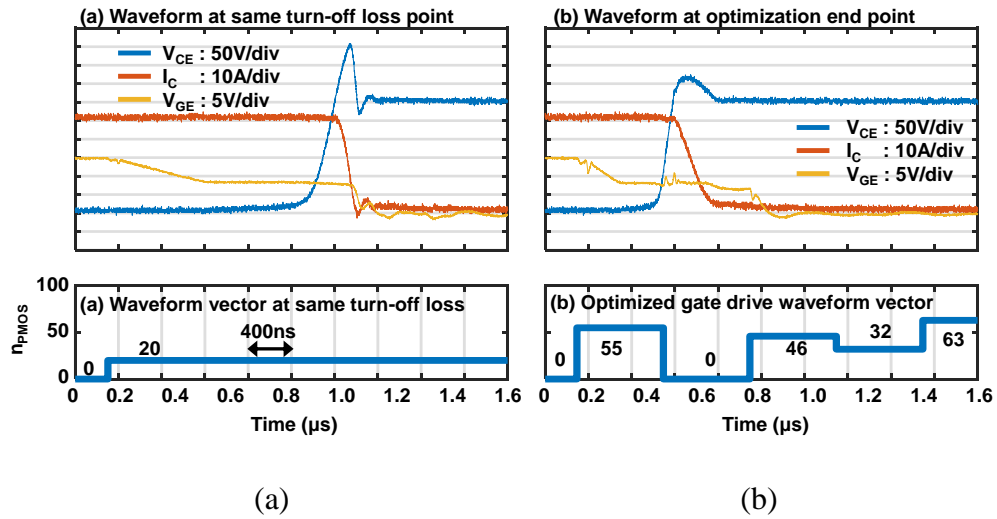 (a) Waveform at same turn-off loss point
V_CE : 50V/div
I_C : 10A/div
V_GE : 5V/div
(b) Waveform at optimization end point
V_CE : 50V/div
I_C : 10A/div
V_GE : 5V/div
n_PMOS
100
50
0
(a) Waveform vector at same turn-off loss
400ns
20
0
0 0.2 0.4 0.6 0.8 1.0 1.2 1.4 1.6
Time (μs)
(b) Optimized gate drive waveform vector
0
55
0
46
32
63
0 0.2 0.4 0.6 0.8 1.0 1.2 1.4 1.6
Time (μs)
(a)
(b)